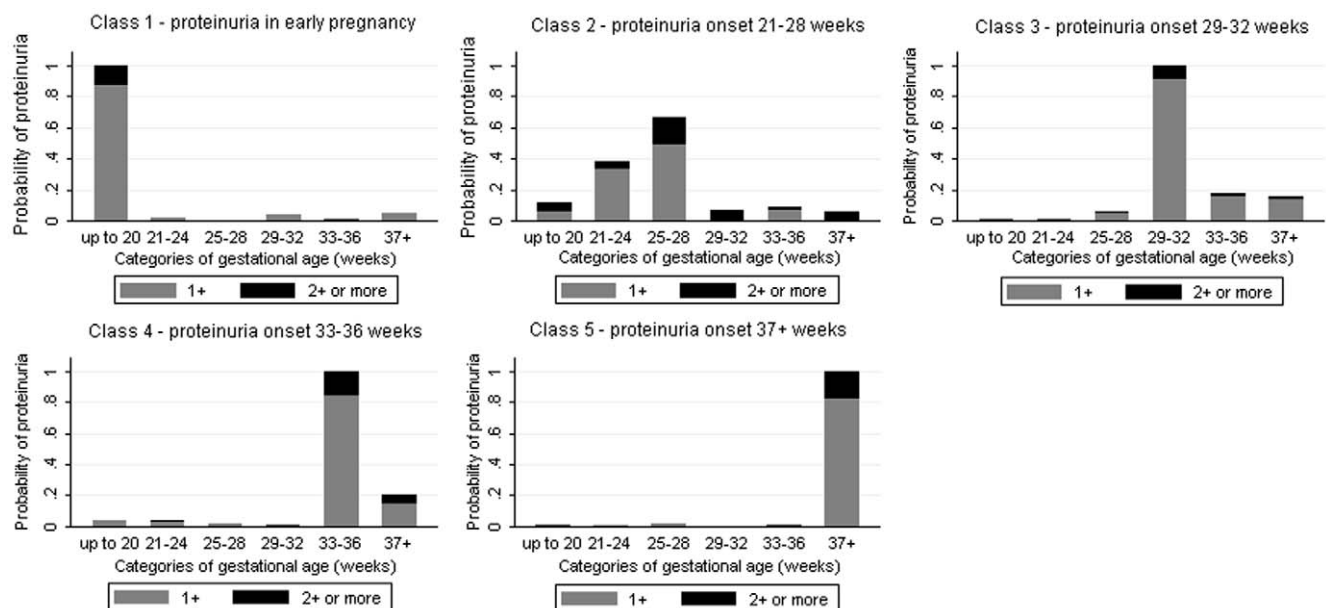 Class 1 - proteinuria in early pregnancy
Probability of proteinuria
0 .2 .4 .6 .8 1
up to 20 21-24 25-28 29-32 33-36 37+
Categories of gestational age (weeks)
1+ 2+ or more
Class 2 - proteinuria onset 21-28 weeks
Probability of proteinuria
0 .2 .4 .6 .8 1
up to 20 21-24 25-28 29-32 33-36 37+
Categories of gestational age (weeks)
1+ 2+ or more
Class 3 - proteinuria onset 29-32 weeks
Probability of proteinuria
0 .2 .4 .6 .8 1
up to 20 21-24 25-28 29-32 33-36 37+
Categories of gestational age (weeks)
1+ 2+ or more
Class 4 - proteinuria onset 33-36 weeks
Probability of proteinuria
0 .2 .4 .6 .8 1
up to 20 21-24 25-28 29-32 33-36 37+
Categories of gestational age (weeks)
1+ 2+ or more
Class 5 - proteinuria onset 37+ weeks
Probability of proteinuria
0 .2 .4 .6 .8 1
up to 20 21-24 25-28 29-32 33-36 37+
Categories of gestational age (weeks)
1+ 2+ or more